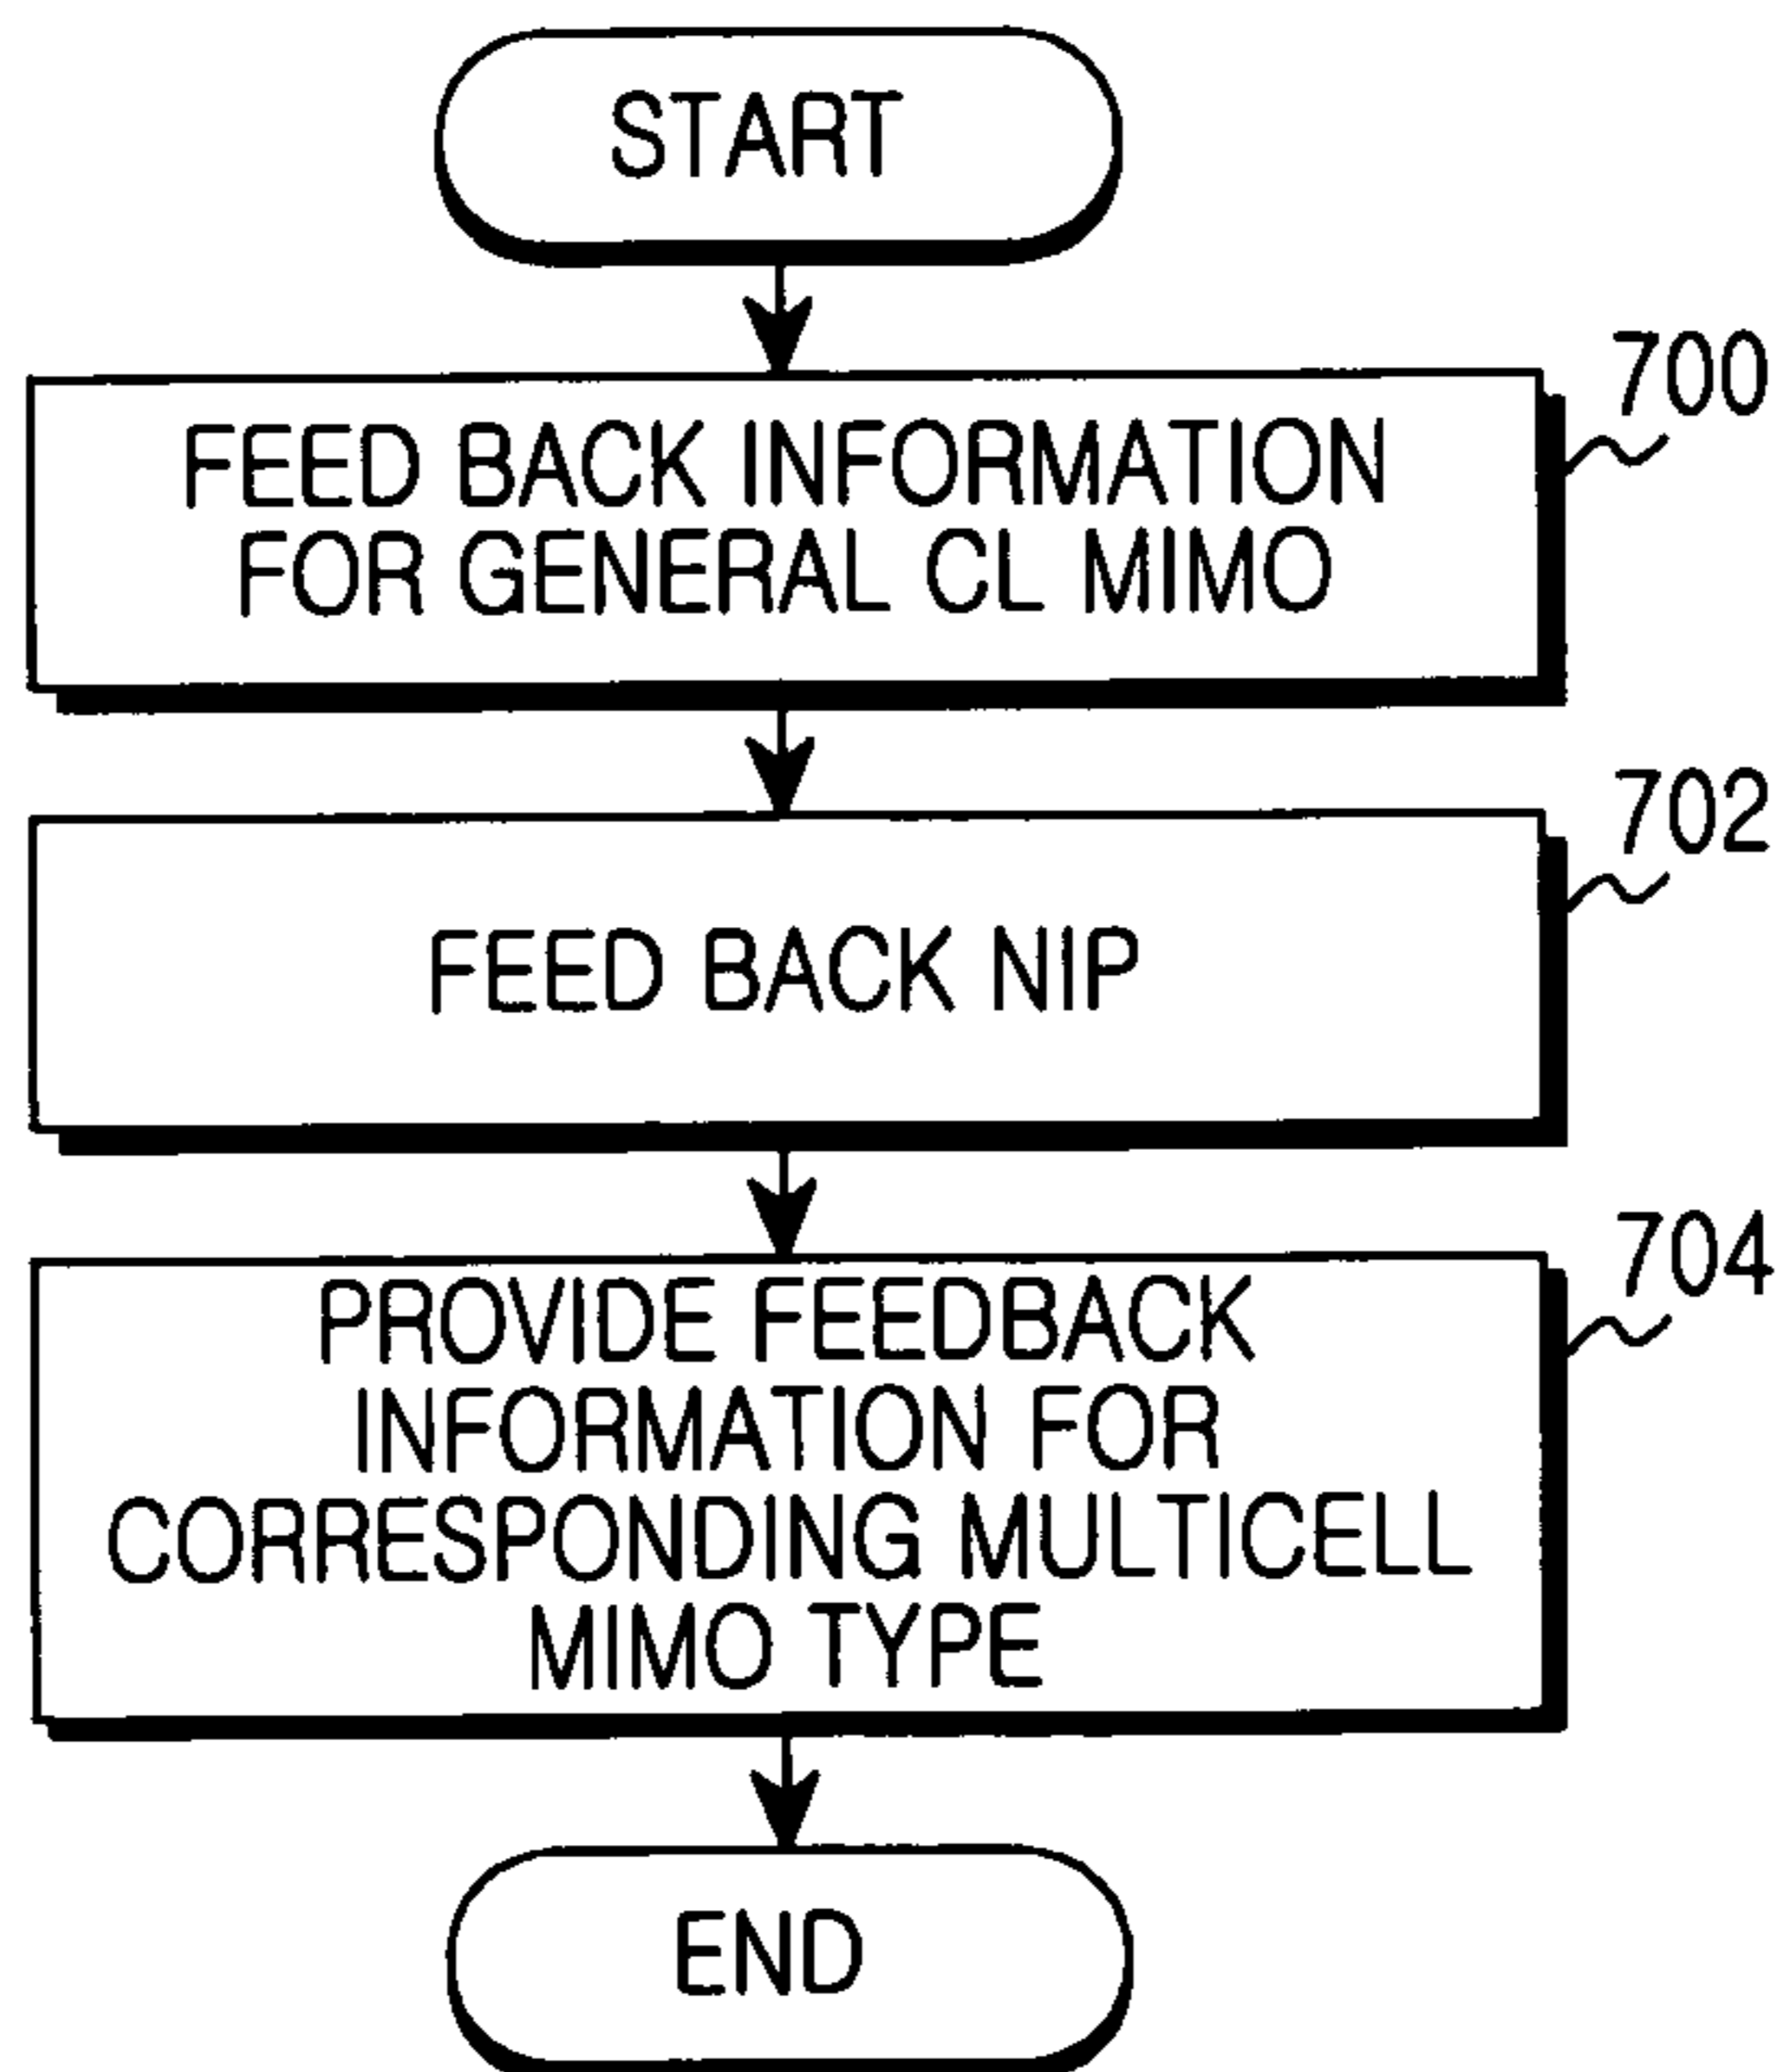 START
700
FEED BACK INFORMATION
FOR GENERAL CL MIMO
702
FEED BACK NIP
704
PROVIDE FEEDBACK
INFORMATION FOR
CORRESPONDING MULTICELL
MIMO TYPE
END